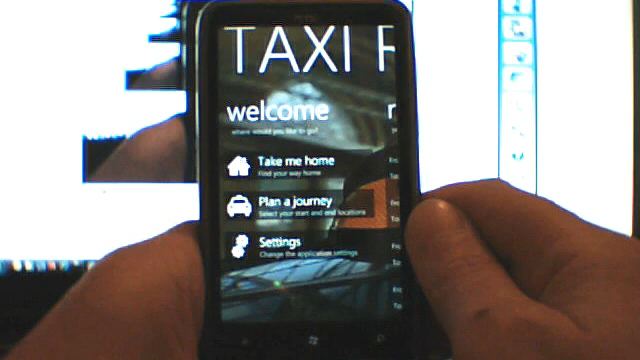 TAXI F
welcome
where would you like to go?
Take me home
Find your way home
Plan a journey
Select your start and end locations
Settings
Change the application settings